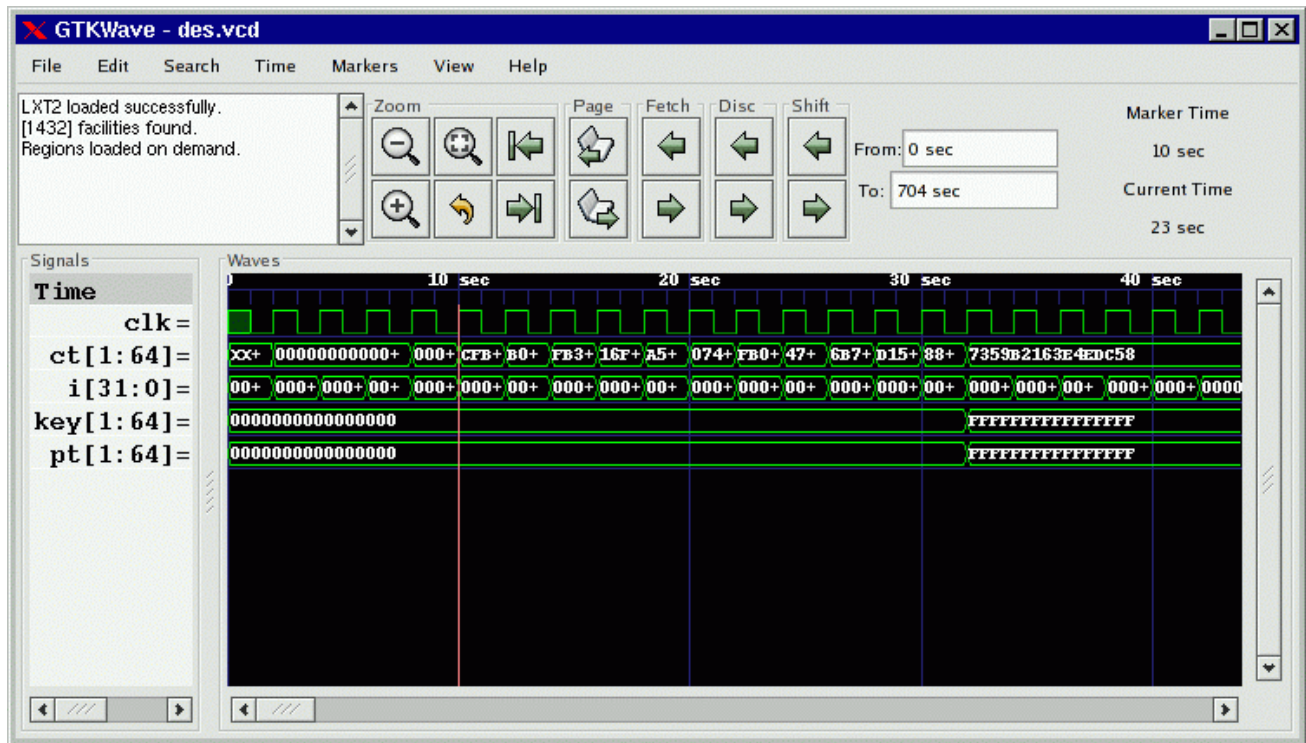 GTKWave - des.vcd
File Edit Search Time Markers View Help
LXT2 loaded successfully.
[1432] facilities found.
Regions loaded on demand.
Zoom Page Fetch Disc Shift
From: 0 sec
To: 704 sec
Marker Time
10 sec
Current Time
23 sec
Signals
Waves
Time
0 10 sec 20 sec 30 sec 40 sec
clk=
ct[1:64]= xx+ 00000000000+ 000+ CFB+ B0+ FB3+ 16F+ A5+ 074+ FB0+ 47+ 6B7+ D15+ 88+ 7359B2163E4EDC58
i[31:0]= 00+ 000+ 000+ 00+ 000+ 000+ 00+ 000+ 000+ 00+ 000+ 000+ 00+ 000+ 000+ 00+ 000+ 000+ 00+ 000+ 000+ 0000
key[1:64]= 0000000000000000 FFFFFFFFFFFFFFFF
pt[1:64]= 0000000000000000 FFFFFFFFFFFFFFFF